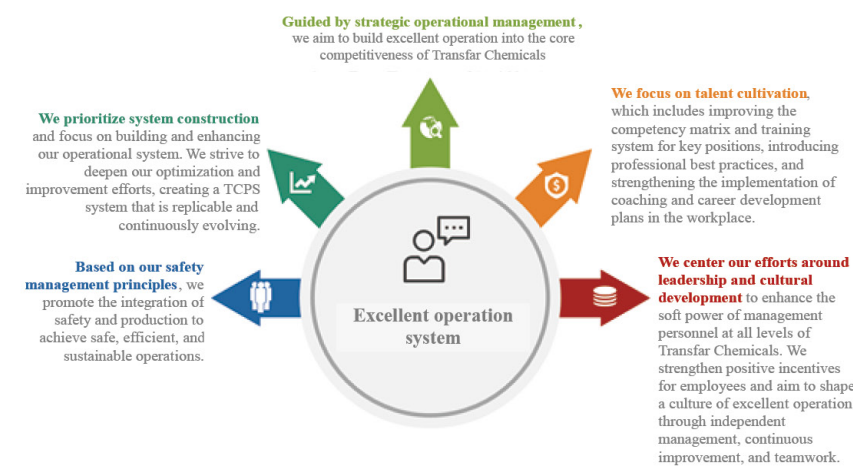 Guided by strategic operational management ,
we aim to build excellent operation into the core
competitiveness of Transfar Chemicals
We prioritize system construction
and focus on building and enhancing
our operational system. We strive to
deepen our optimization and
improvement efforts, creating a TCPS
system that is replicable and
continuously evolving.
We focus on talent cultivation,
which includes improving the
competency matrix and training
system for key positions, introducing
professional best practices, and
strengthening the implementation of
coaching and career development
plans in the workplace.
Based on our safety
management principles, we
promote the integration of
safety and production to
achieve safe, efficient, and
sustainable operations.
Excellent operation
system
We center our efforts around
leadership and cultural
development to enhance the
soft power of management
personnel at all levels of
Transfar Chemicals. We
strengthen positive incentives
for employees and aim to shape
a culture of excellent operation
through independent
management, continuous
improvement, and teamwork.